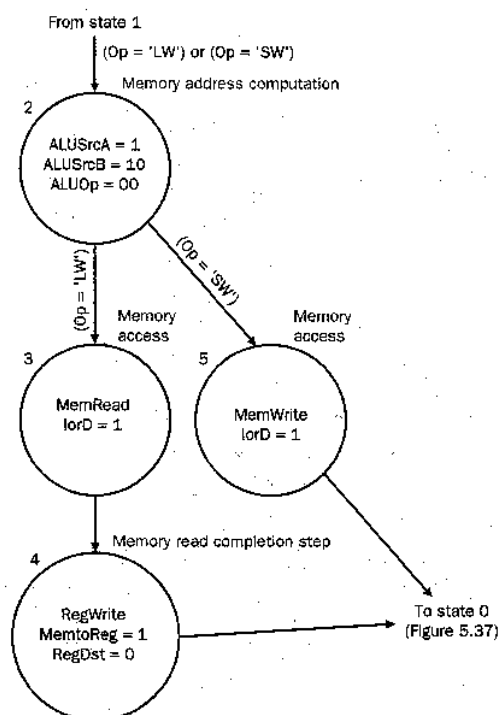 From state 1
(Op = 'LW') or (Op = 'SW')
Memory address computation
2
ALUSrcA = 1
ALUSrcB = 10
ALUOp = 00
(Op = 'LW')
(Op = 'SW')
Memory
access
3
MemRead
IorD = 1
Memory
access
5
MemWrite
IorD = 1
Memory read completion step
4
RegWrite
MemtoReg = 1
RegDst = 0
To state 0
(Figure 5.37)